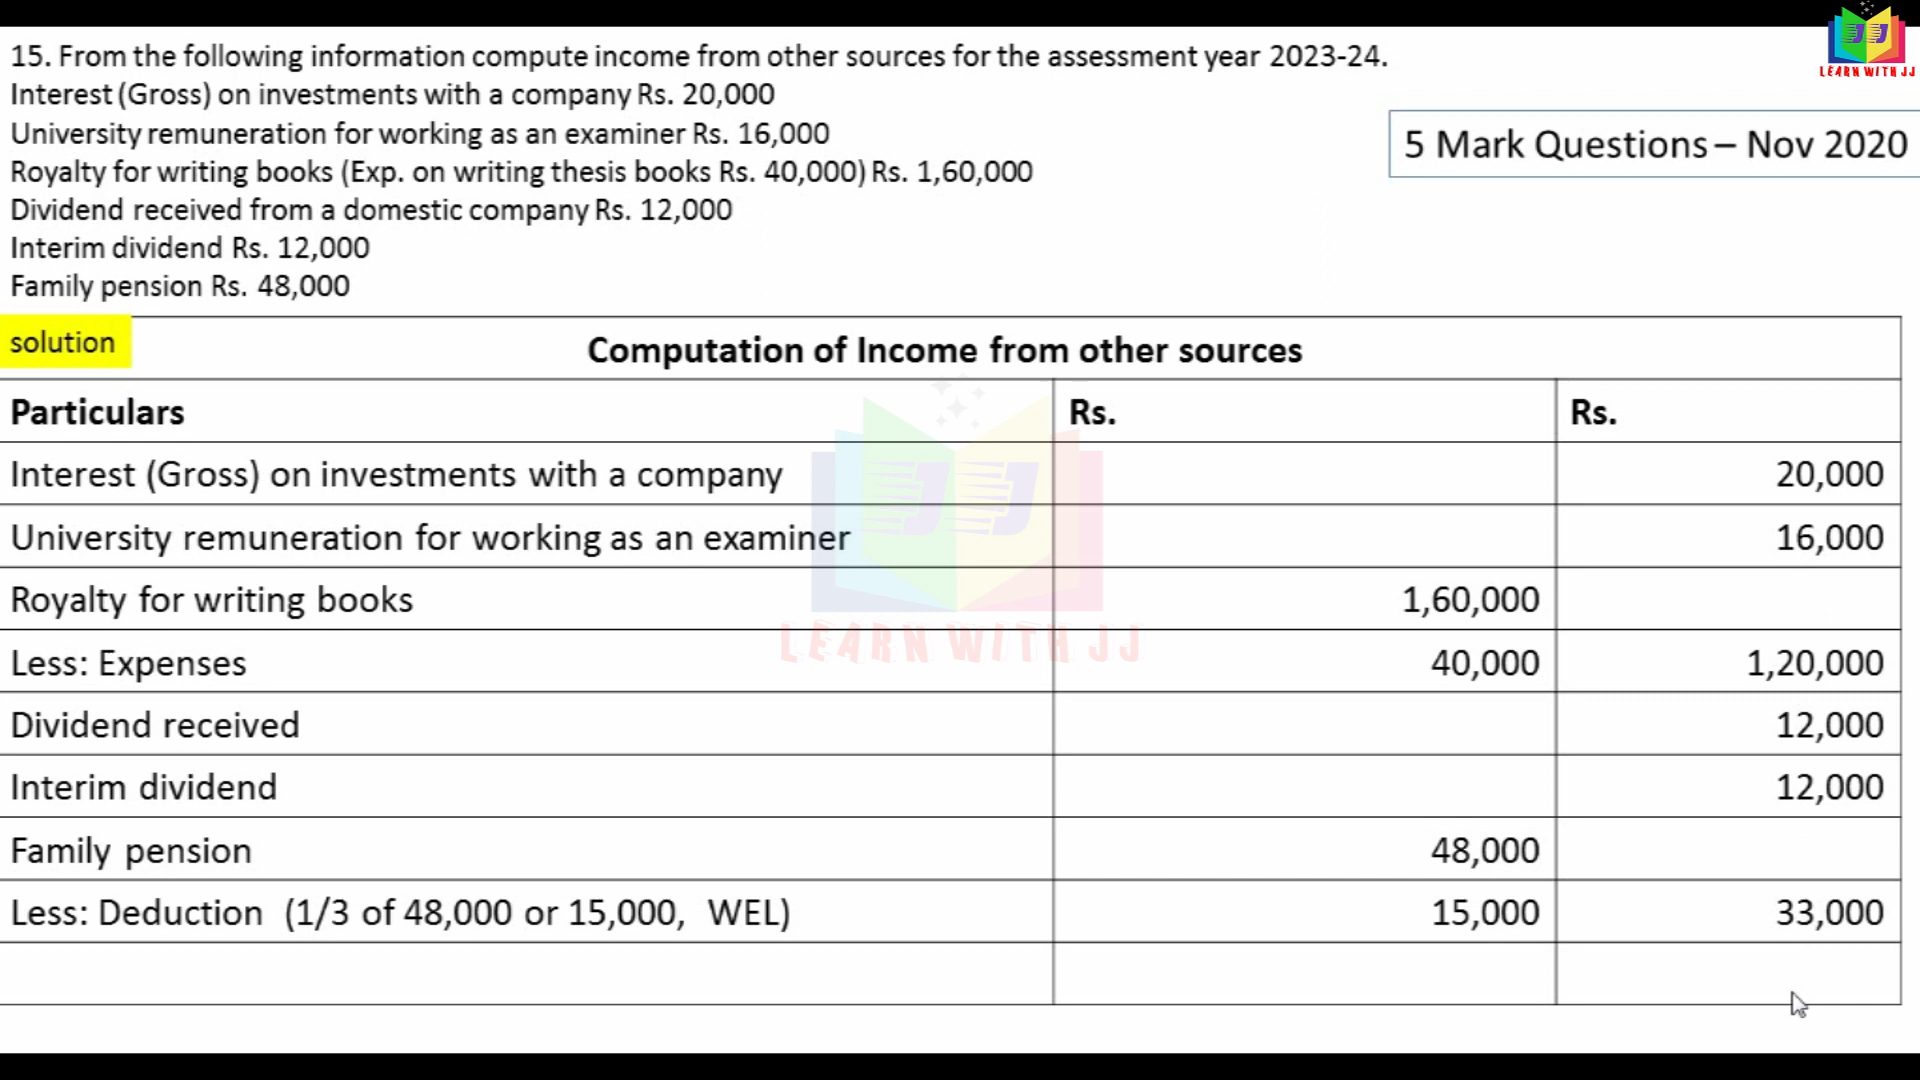 LEARN WITH JJ
15. From the following information compute income from other sources for the assessment year 2023-24.
Interest (Gross) on investments with a company Rs. 20,000
University remuneration for working as an examiner Rs. 16,000
5 Mark Questions – Nov 2020
Royalty for writing books (Exp. on writing thesis books Rs. 40,000) Rs. 1,60,000
Dividend received from a domestic company Rs. 12,000
Interim dividend Rs. 12,000
Family pension Rs. 48,000
solution
Computation of Income from other sources
Particulars Rs. Rs.
Interest (Gross) on investments with a company 20,000
University remuneration for working as an examiner 16,000
Royalty for writing books 1,60,000
LEARN WITH JJ
Less: Expenses 40,000 1,20,000
Dividend received 12,000
Interim dividend 12,000
Family pension 48,000
Less: Deduction (1/3 of 48,000 or 15,000, WEL) 15,000 33,000